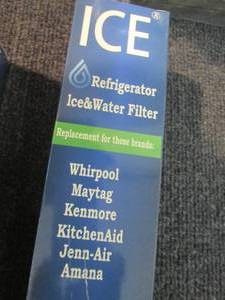 ICE®
Refrigerator
Ice&Water Filter
Replacement for these brands:
Whirpool
Maytag
Kenmore
KitchenAid
Jenn-Air
Amana